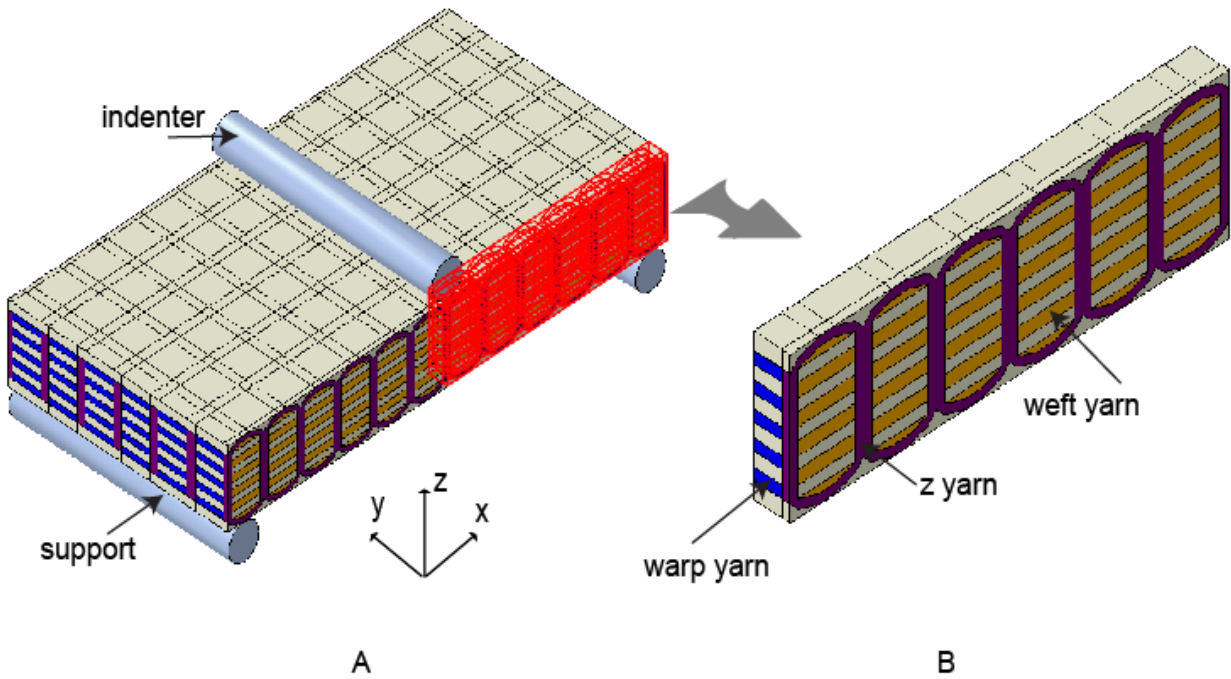 indenter
weft yarn
z yarn
warp yarn
support
z
y
x
A
B